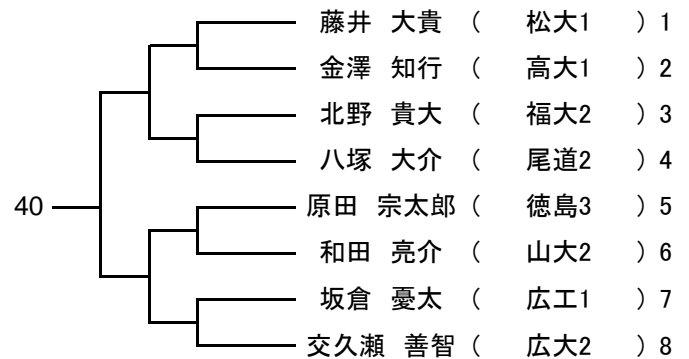 藤井 大貴 ( 松大1 ) 1
金澤 知行 ( 高大1 ) 2
北野 貴大 ( 福大2 ) 3
八塚 大介 ( 尾道2 ) 4
40
原田 宗太郎 ( 徳島3 ) 5
和田 亮介 ( 山大2 ) 6
坂倉 憂太 ( 広工1 ) 7
交久瀬 善智 ( 広大2 ) 8